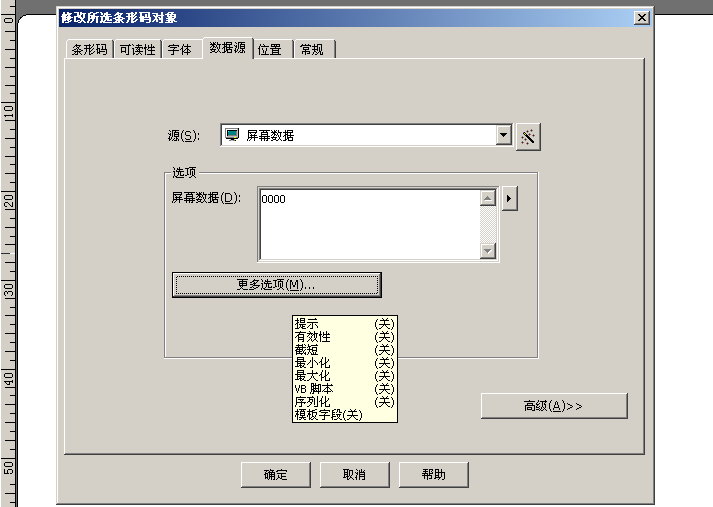 修改所选条形码对象
条形码 可读性 字体 数据源 位置 常规
源(S): 屏幕数据
选项
屏幕数据(D): 0000
更多选项(M)...
提示 (关)
有效性 (关)
截短 (关)
最小化 (关)
最大化 (关)
VB 脚本 (关)
序列化 (关)
模板字段(关)
高级(A)>>
确定 取消 帮助
0
10
20
30
40
50